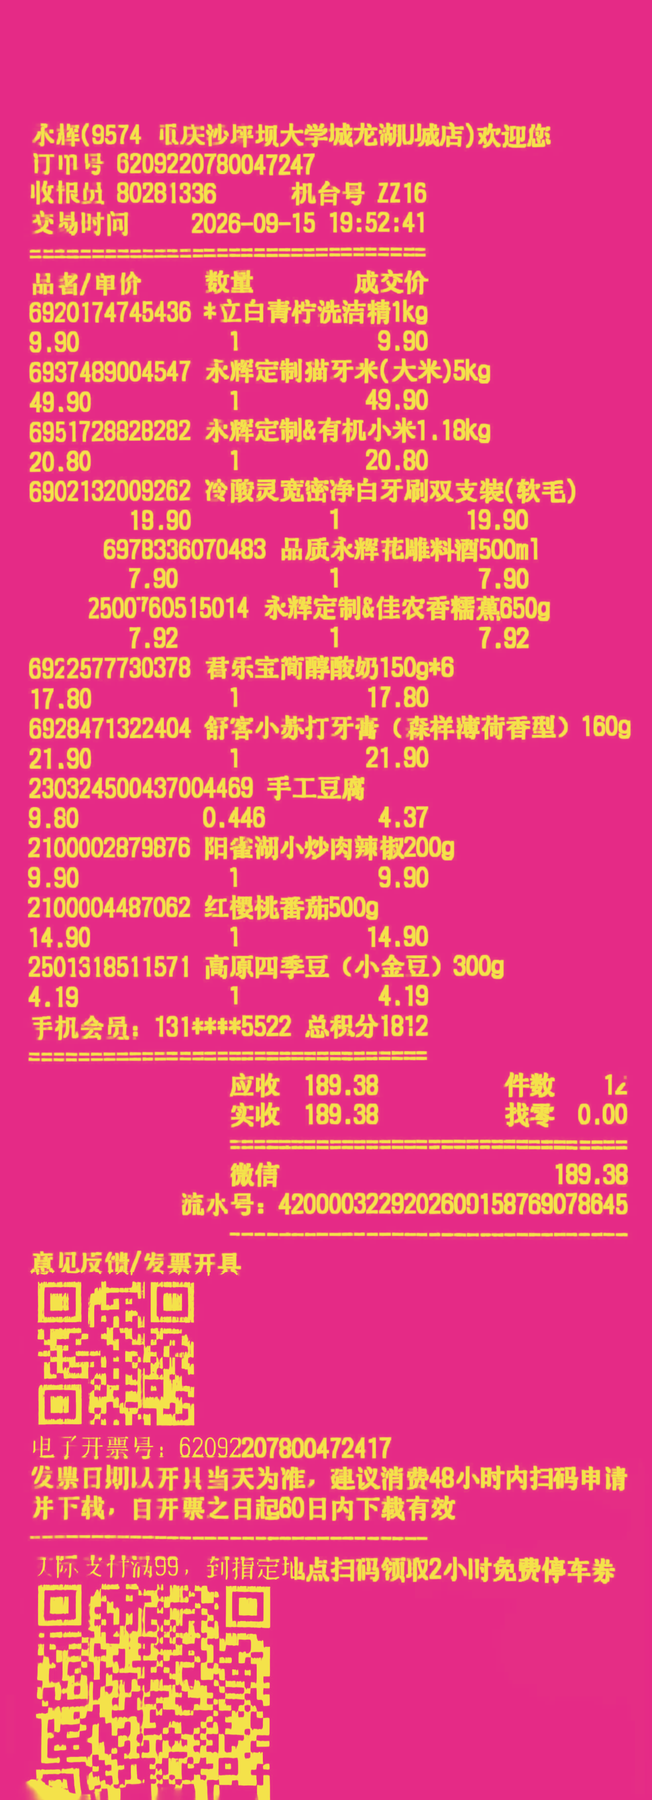 永辉(9574 重庆沙坪坝大学城龙湖U城店)欢迎您
订单号 6209220780047247
收银员 80281336 机台号 ZZ16
交易时间 2026-09-15 19:52:41
================================
品名/单价 数量 成交价
6920174745436 *立白青柠洗洁精1kg
9.90 1 9.90
6937489004547 永辉定制猫牙米(大米)5kg
49.90 1 49.90
6951728828282 永辉定制&有机小米1.18kg
20.80 1 20.80
6902132009262 冷酸灵宽密净白牙刷双支装(软毛)
19.90 1 19.90
6978336070483 品质永辉花雕料酒500ml
7.90 1 7.90
2500760515014 永辉定制&佳农香糯蕉650g
7.92 1 7.92
6922577730378 君乐宝简醇酸奶150g*6
17.80 1 17.80
6928471322404 舒客小苏打牙膏（森样薄荷香型）160g
21.90 1 21.90
230324500437004469 手工豆腐
9.80 0.446 4.37
2100002879876 阳雀湖小炒肉辣椒200g
9.90 1 9.90
2100004487062 红樱桃番茄500g
14.90 1 14.90
2501318511571 高原四季豆（小金豆）300g
4.19 1 4.19
手机会员：131****5522 总积分1812
================================
应收 189.38 件数 12
实收 189.38 找零 0.00
================================
微信 189.38
流水号：4200003229202600158769078645
--------------------------------
意见反馈/发票开具
电子开票号：62092207800472417
发票日期以开具当天为准，建议消费48小时内扫码申请
并下载，自开票之日起60日内下载有效
--------------------------------
实际支付满99，到指定地点扫码领取2小时免费停车券